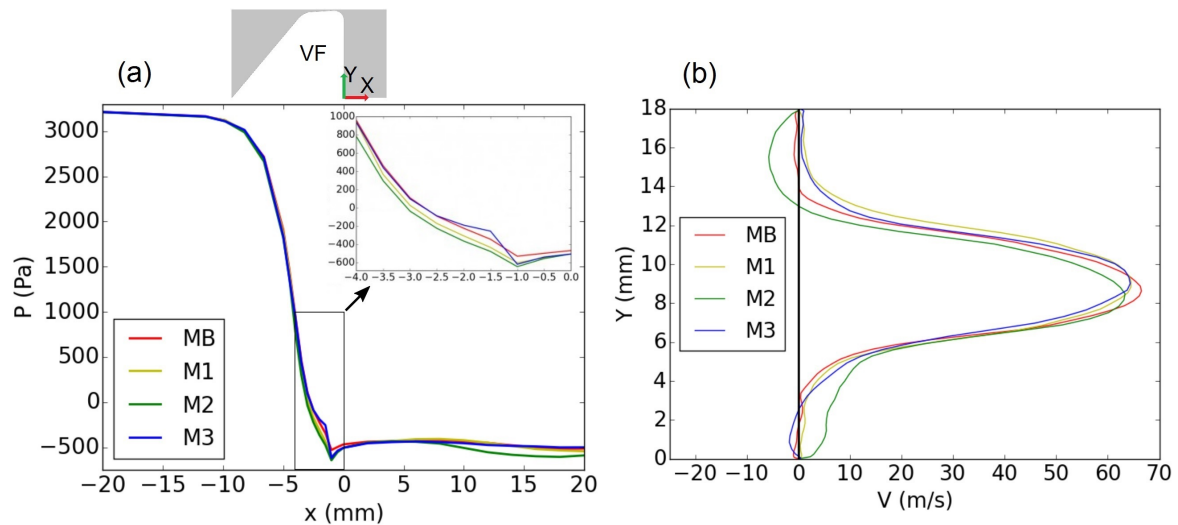 (a)
VF
Y
X
P (Pa)
3000
2500
2000
1500
1000
500
0
−500
−20 −15 −10 −5 0 5 10 15 20
x (mm)
MB
M1
M2
M3
1000
800
600
400
200
0
−200
−400
−600
−4.0 −3.5 −3.0 −2.5 −2.0 −1.5 −1.0 −0.5 0.0
(b)
Y (mm)
18
16
14
12
10
8
6
4
2
0
−20 −10 0 10 20 30 40 50 60 70
V (m/s)
MB
M1
M2
M3